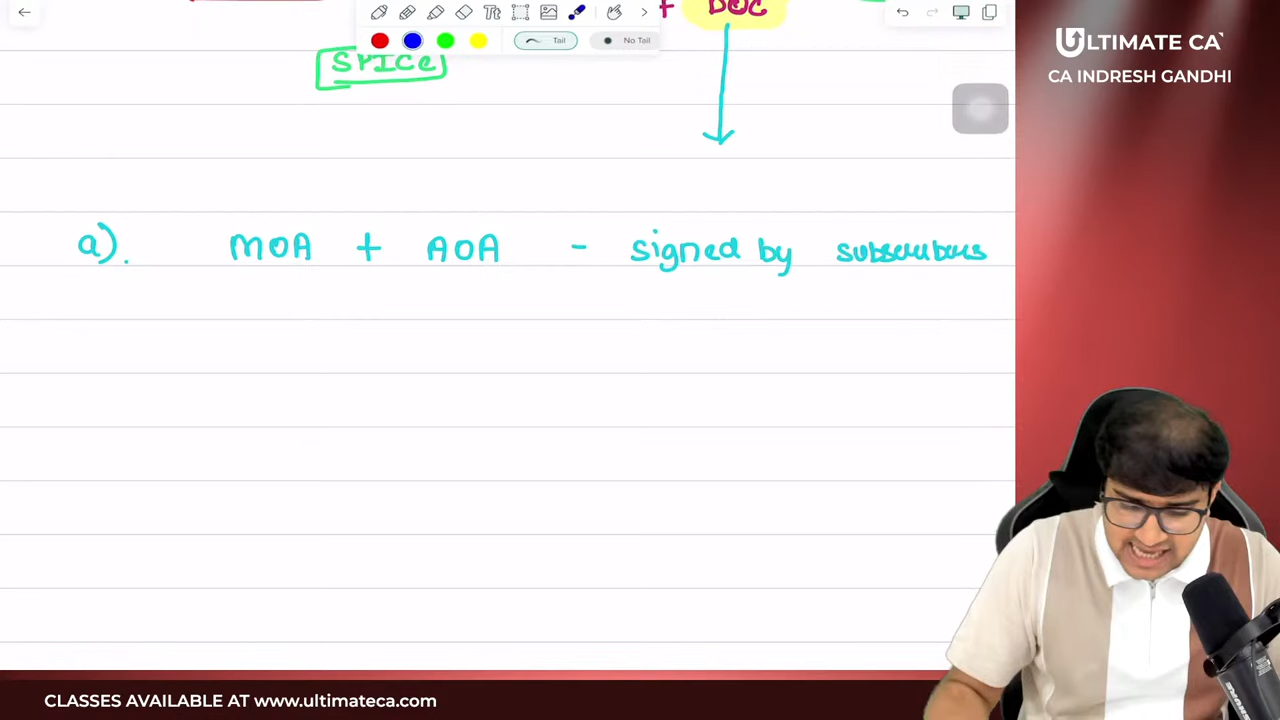 + DOC
Tt
Tail
No Tail
SPICe
ULTIMATE CA
CA INDRESH GANDHI
a). MOA + AOA - signed by subscribers
CLASSES AVAILABLE AT www.ultimateca.com